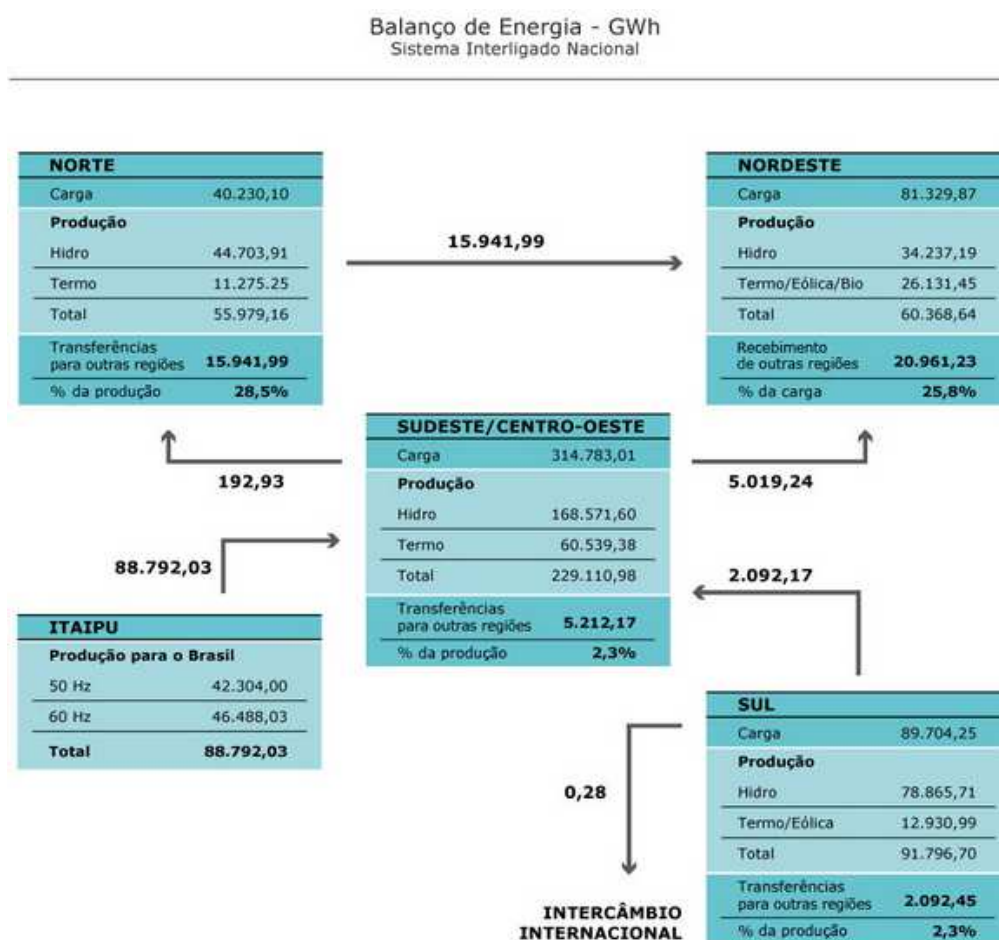 Balanço de Energia - GWh
Sistema Interligado Nacional
NORTE
Carga 40.230,10
Produção
Hidro 44.703,91
Termo 11.275.25
Total 55.979,16
Transferências
para outras regiões 15.941,99
% da produção 28,5%
15.941,99
NORDESTE
Carga 81.329,87
Produção
Hidro 34.237,19
Termo/Eólica/Bio 26.131,45
Total 60.368,64
Recebimento
de outras regiões 20.961,23
% da carga 25,8%
192,93
SUDESTE/CENTRO-OESTE
Carga 314.783,01
Produção
Hidro 168.571,60
Termo 60.539,38
Total 229.110,98
Transferências
para outras regiões 5.212,17
% da produção 2,3%
5.019,24
88.792,03
2.092,17
ITAIPU
Produção para o Brasil
50 Hz 42.304,00
60 Hz 46.488,03
Total 88.792,03
SUL
Carga 89.704,25
Produção
Hidro 78.865,71
Termo/Eólica 12.930,99
Total 91.796,70
Transferências
para outras regiões 2.092,45
% da produção 2,3%
0,28
INTERCÂMBIO
INTERNACIONAL